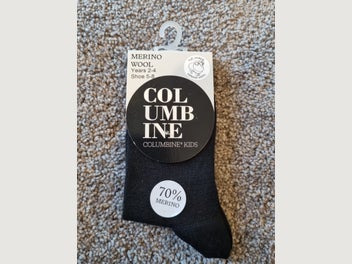 MERINO
WOOL
Years 2-4
Shoe 5-8
COL
UMB
INE
COLUMBINE® KIDS
70%
MERINO